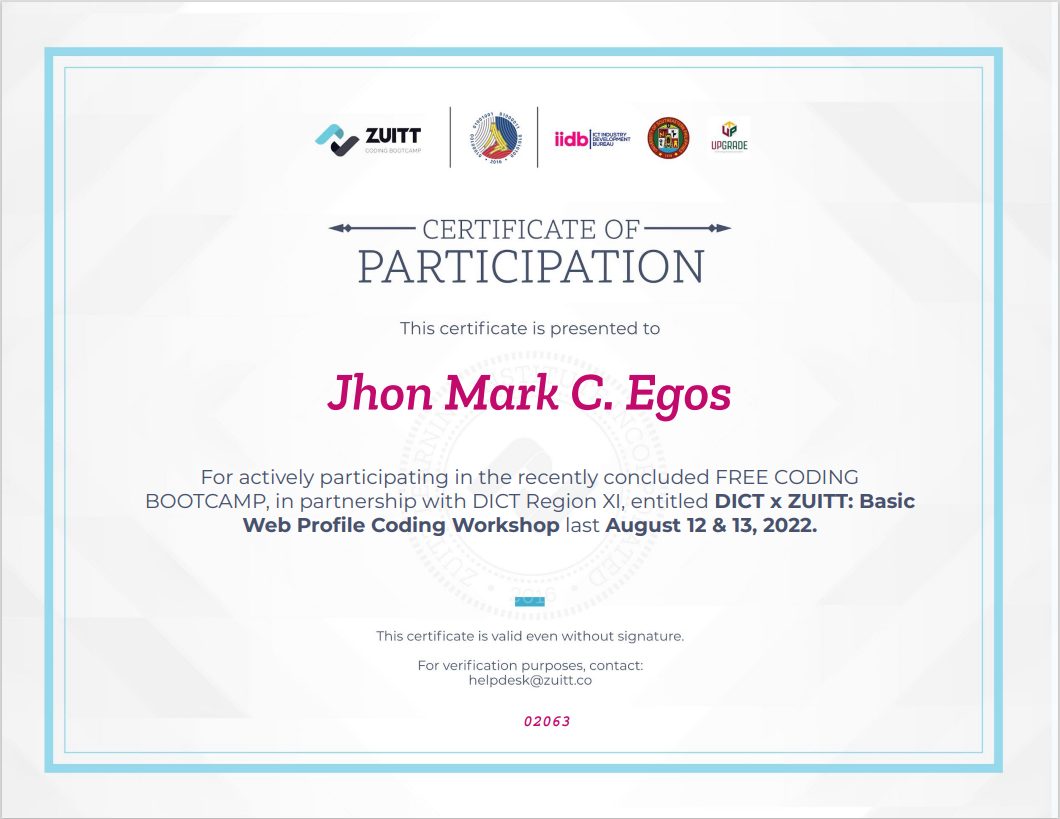 ZUITT
CODING BOOTCAMP
2016
iidb ICT INDUSTRY
DEVELOPMENT
BUREAU
UPGRADE
CERTIFICATE OF
PARTICIPATION
This certificate is presented to
Jhon Mark C. Egos
For actively participating in the recently concluded FREE CODING
BOOTCAMP, in partnership with DICT Region XI, entitled DICT x ZUITT: Basic
Web Profile Coding Workshop last August 12 & 13, 2022.
2016
This certificate is valid even without signature.
For verification purposes, contact:
helpdesk@zuitt.co
02063